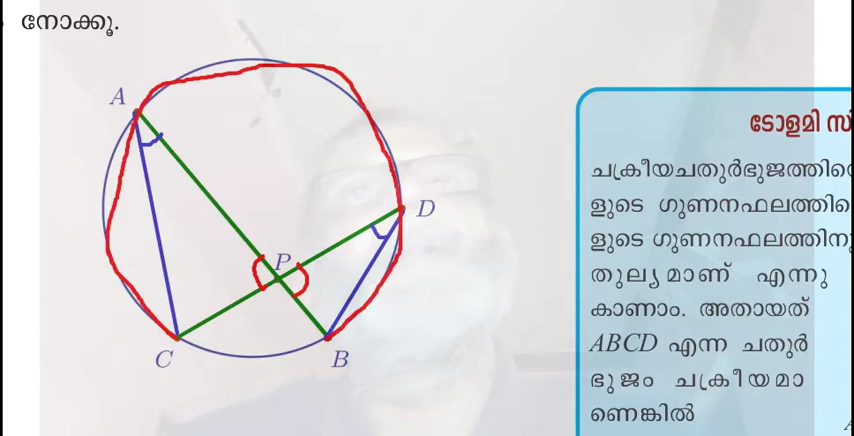 നോക്കൂ.
A
D
P
C
B
ടോളമി സി
ചക്രീയചതുർഭുജത്തിന്റെ
ളുടെ ഗുണനഫലത്തി
ളുടെ ഗുണനഫലത്തിനു
തുല്യമാണ് എന്നു
കാണാം. അതായത്
ABCD എന്ന ചതുർ
ഭുജം ചക്രീയമാ
ണെങ്കിൽ